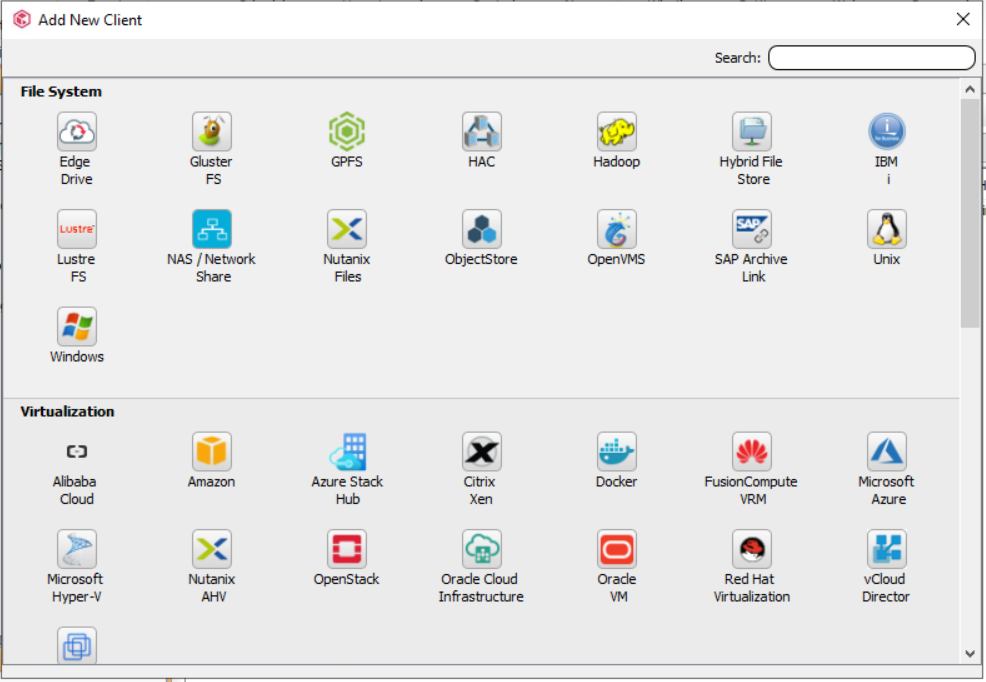 Add New Client
Search:
File System
Edge Drive
Gluster FS
GPFS
HAC
Hadoop
Hybrid File Store
IBM i
Lustre FS
NAS / Network Share
Nutanix Files
ObjectStore
OpenVMS
SAP Archive Link
Unix
Windows
Virtualization
Alibaba Cloud
Amazon
Azure Stack Hub
Citrix Xen
Docker
FusionCompute VRM
Microsoft Azure
Microsoft Hyper-V
Nutanix AHV
OpenStack
Oracle Cloud Infrastructure
Oracle VM
Red Hat Virtualization
vCloud Director